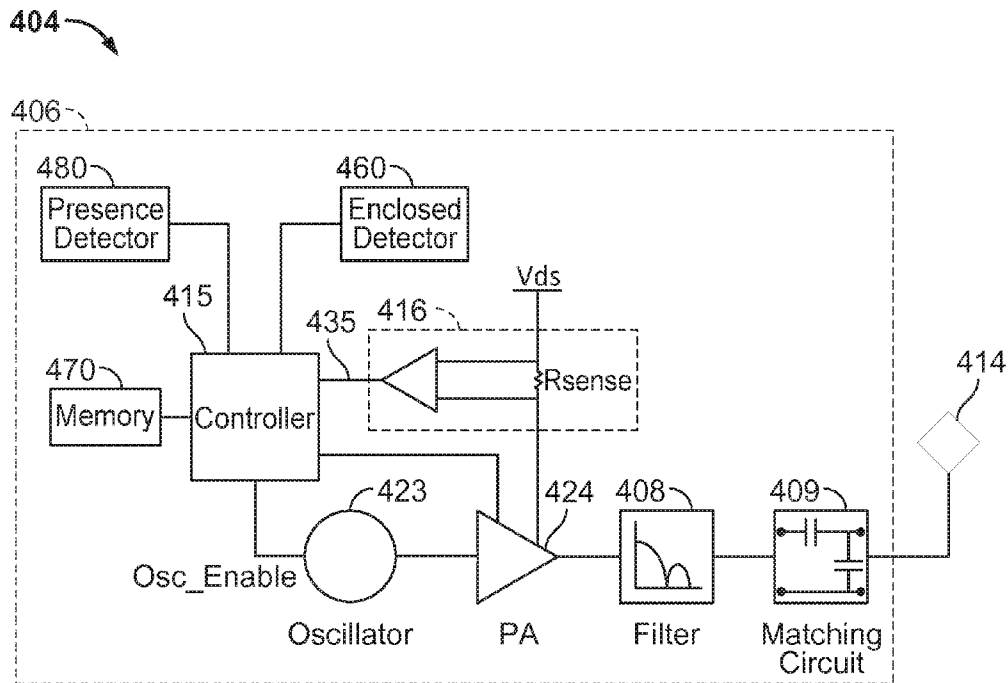 404
406
480
460
Presence
Detector
Enclosed
Detector
Vds
415
416
435
414
470
Rsense
Memory
Controller
423
424
408
409
Osc_Enable
Oscillator
PA
Filter
Matching
Circuit